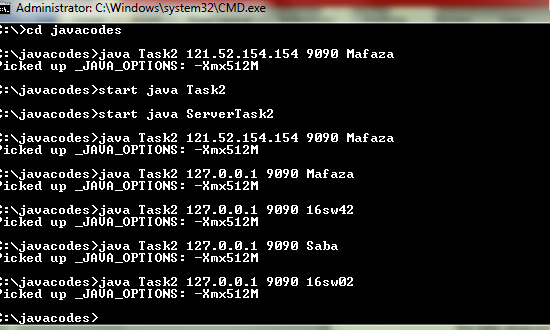 Administrator: C:\Windows\system32\CMD.exe
C:\>cd javacodes
C:\javacodes>java Task2 121.52.154.154 9090 Mafaza
Picked up _JAVA_OPTIONS: -Xmx512M
C:\javacodes>start java Task2
C:\javacodes>start java ServerTask2
C:\javacodes>java Task2 121.52.154.154 9090 Mafaza
Picked up _JAVA_OPTIONS: -Xmx512M
C:\javacodes>java Task2 127.0.0.1 9090 Mafaza
Picked up _JAVA_OPTIONS: -Xmx512M
C:\javacodes>java Task2 127.0.0.1 9090 16sw42
Picked up _JAVA_OPTIONS: -Xmx512M
C:\javacodes>java Task2 127.0.0.1 9090 Saba
Picked up _JAVA_OPTIONS: -Xmx512M
C:\javacodes>java Task2 127.0.0.1 9090 16sw02
Picked up _JAVA_OPTIONS: -Xmx512M
C:\javacodes>